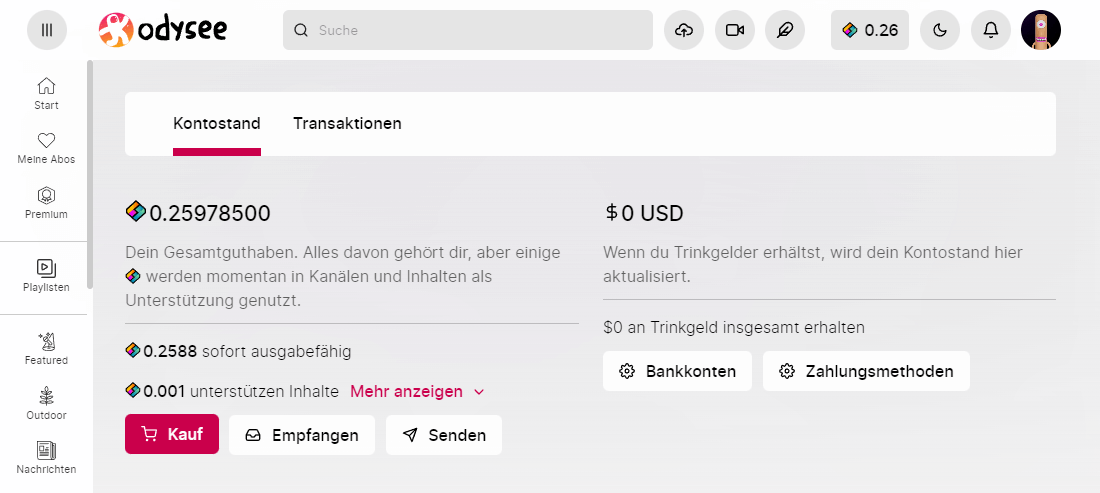 odysee
Suche
0.26
Start
Meine Abos
Premium
Playlisten
Featured
Outdoor
Nachrichten
Kontostand Transaktionen
0.25978500
Dein Gesamtguthaben. Alles davon gehört dir, aber einige
werden momentan in Kanälen und Inhalten als
Unterstützung genutzt.
0.2588 sofort ausgabefähig
0.001 unterstützen Inhalte Mehr anzeigen
Kauf Empfangen Senden
$0 USD
Wenn du Trinkgelder erhältst, wird dein Kontostand hier
aktualisiert.
$0 an Trinkgeld insgesamt erhalten
Bankkonten Zahlungsmethoden